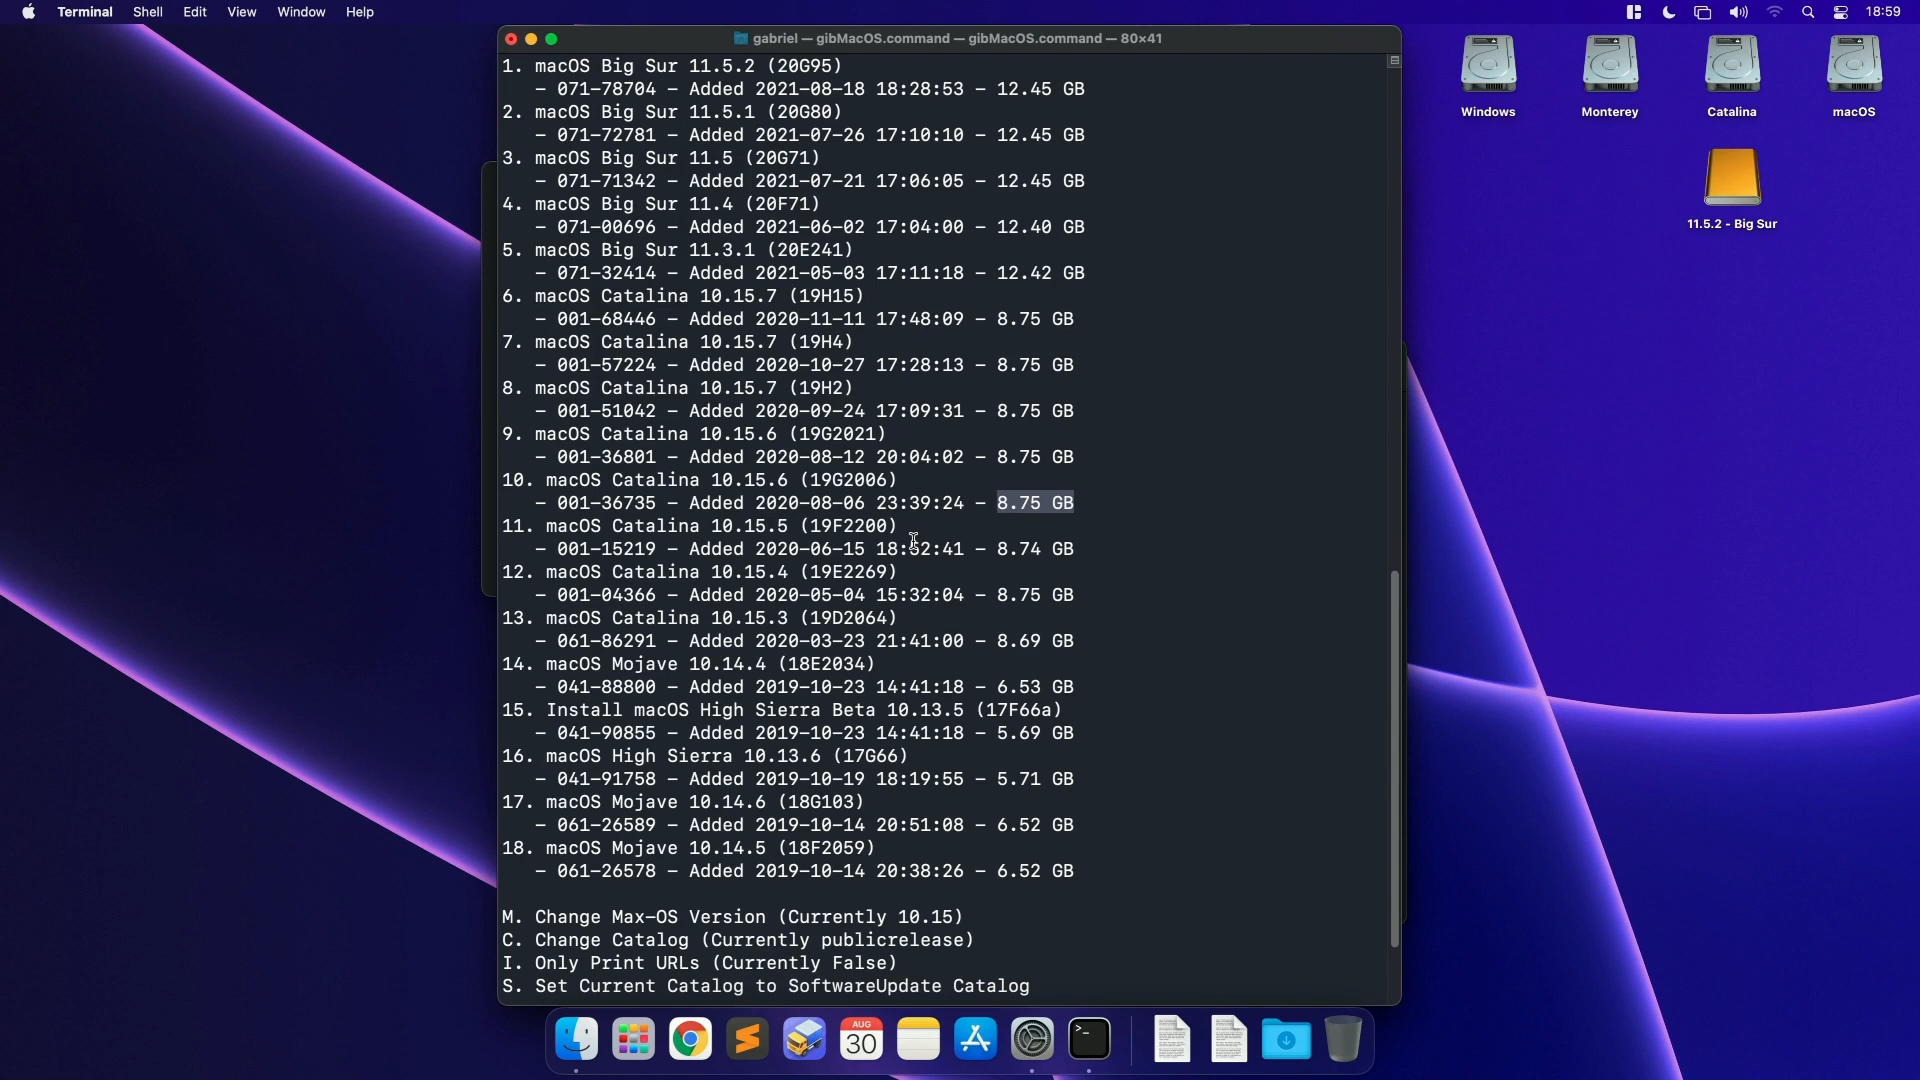 Terminal Shell Edit View Window Help 18:59
gabriel — gibMacOS.command — gibMacOS.command — 80×41
1. macOS Big Sur 11.5.2 (20G95)
- 071-78704 - Added 2021-08-18 18:28:53 - 12.45 GB
2. macOS Big Sur 11.5.1 (20G80)
- 071-72781 - Added 2021-07-26 17:10:10 - 12.45 GB
3. macOS Big Sur 11.5 (20G71)
- 071-71342 - Added 2021-07-21 17:06:05 - 12.45 GB
4. macOS Big Sur 11.4 (20F71)
- 071-00696 - Added 2021-06-02 17:04:00 - 12.40 GB
5. macOS Big Sur 11.3.1 (20E241)
- 071-32414 - Added 2021-05-03 17:11:18 - 12.42 GB
6. macOS Catalina 10.15.7 (19H15)
- 001-68446 - Added 2020-11-11 17:48:09 - 8.75 GB
7. macOS Catalina 10.15.7 (19H4)
- 001-57224 - Added 2020-10-27 17:28:13 - 8.75 GB
8. macOS Catalina 10.15.7 (19H2)
- 001-51042 - Added 2020-09-24 17:09:31 - 8.75 GB
9. macOS Catalina 10.15.6 (19G2021)
- 001-36801 - Added 2020-08-12 20:04:02 - 8.75 GB
10. macOS Catalina 10.15.6 (19G2006)
- 001-36735 - Added 2020-08-06 23:39:24 - 8.75 GB
11. macOS Catalina 10.15.5 (19F2200)
- 001-15219 - Added 2020-06-15 18:52:41 - 8.74 GB
12. macOS Catalina 10.15.4 (19E2269)
- 001-04366 - Added 2020-05-04 15:32:04 - 8.75 GB
13. macOS Catalina 10.15.3 (19D2064)
- 061-86291 - Added 2020-03-23 21:41:00 - 8.69 GB
14. macOS Mojave 10.14.4 (18E2034)
- 041-88800 - Added 2019-10-23 14:41:18 - 6.53 GB
15. Install macOS High Sierra Beta 10.13.5 (17F66a)
- 041-90855 - Added 2019-10-23 14:41:18 - 5.69 GB
16. macOS High Sierra 10.13.6 (17G66)
- 041-91758 - Added 2019-10-19 18:19:55 - 5.71 GB
17. macOS Mojave 10.14.6 (18G103)
- 061-26589 - Added 2019-10-14 20:51:08 - 6.52 GB
18. macOS Mojave 10.14.5 (18F2059)
- 061-26578 - Added 2019-10-14 20:38:26 - 6.52 GB
M. Change Max-OS Version (Currently 10.15)
C. Change Catalog (Currently publicrelease)
I. Only Print URLs (Currently False)
S. Set Current Catalog to SoftwareUpdate Catalog
Windows Monterey Catalina macOS
11.5.2 - Big Sur
AUG
30
>_